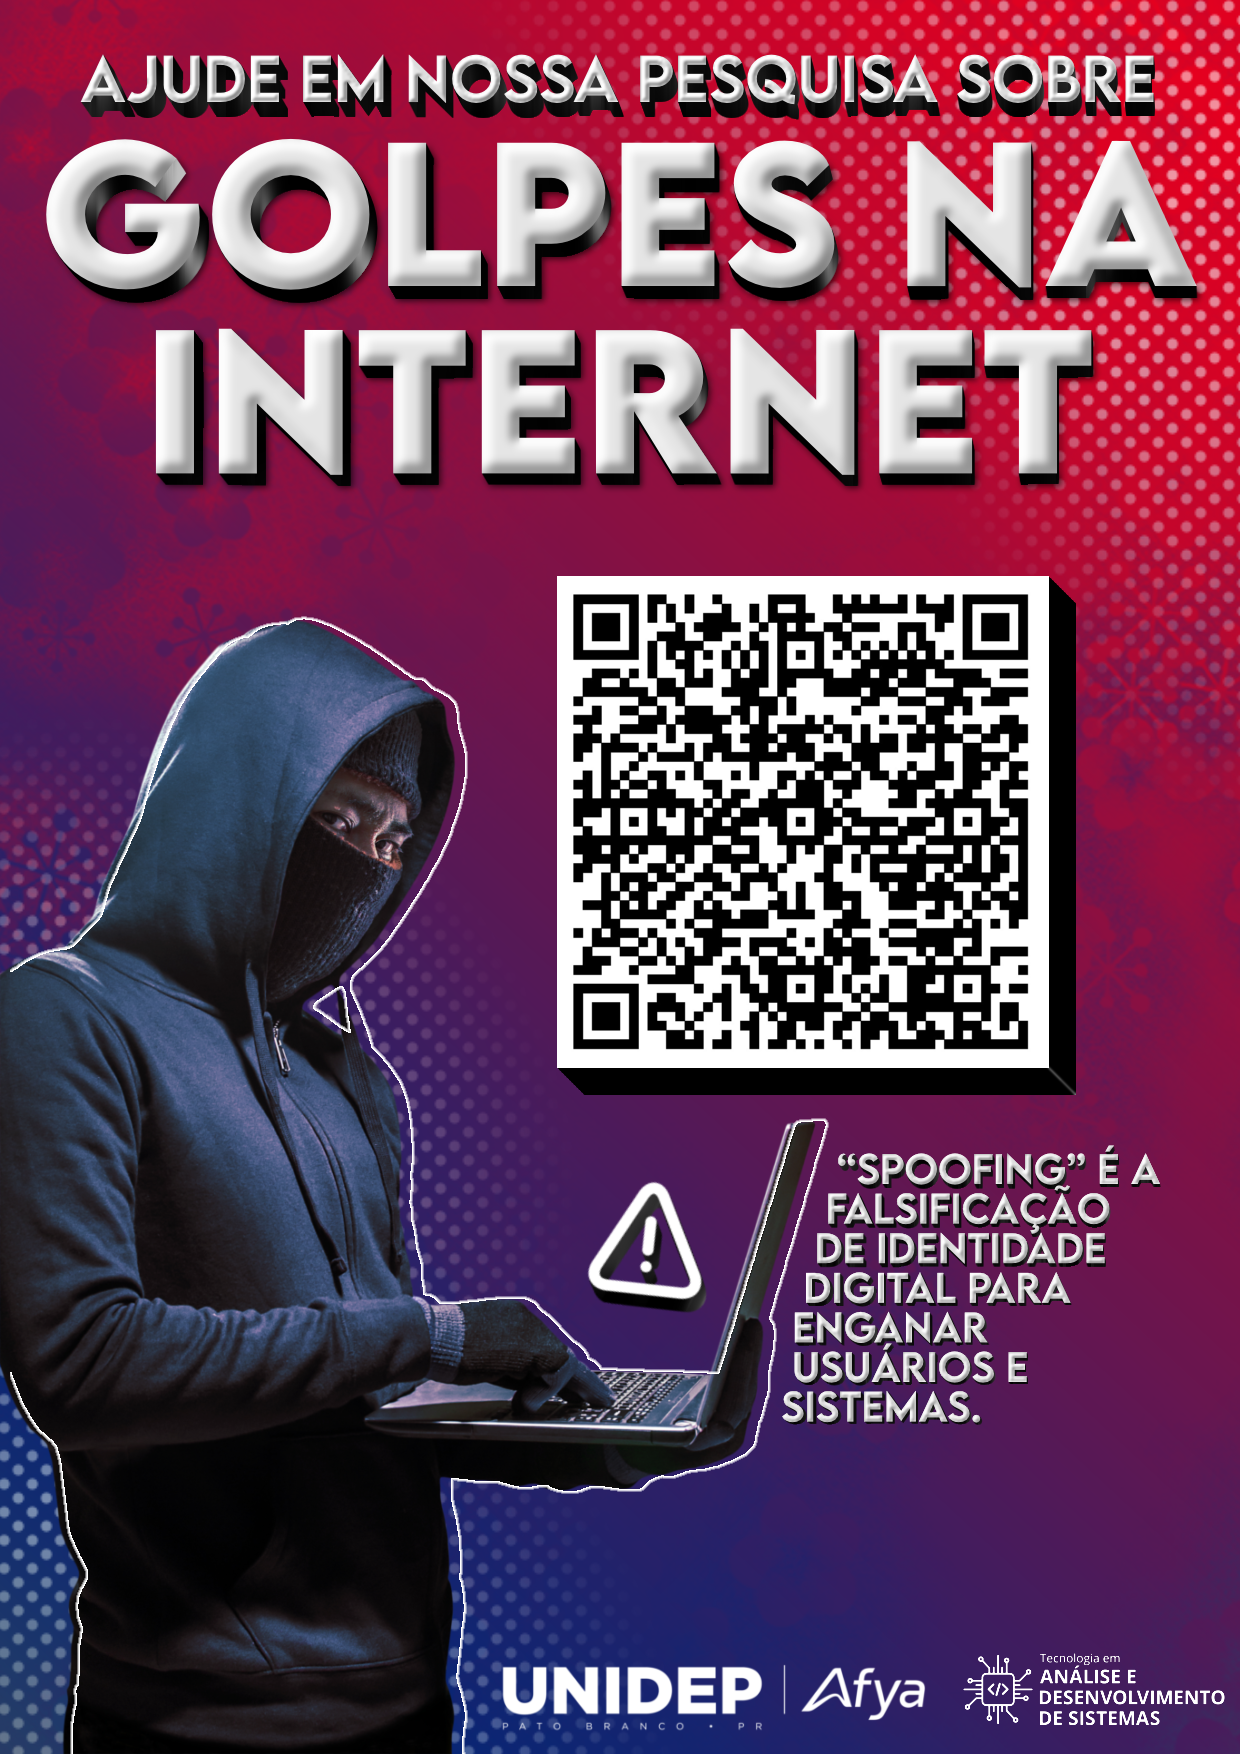 AJUDE EM NOSSA PESQUISA SOBRE
GOLPES NA
INTERNET
“SPOOFING” É A
FALSIFICAÇÃO
DE IDENTIDADE
DIGITAL PARA
ENGANAR
USUÁRIOS E
SISTEMAS.
UNIDEP
PATO BRANCO • PR
Afya
</>
Tecnologia em
ANÁLISE E
DESENVOLVIMENTO
DE SISTEMAS